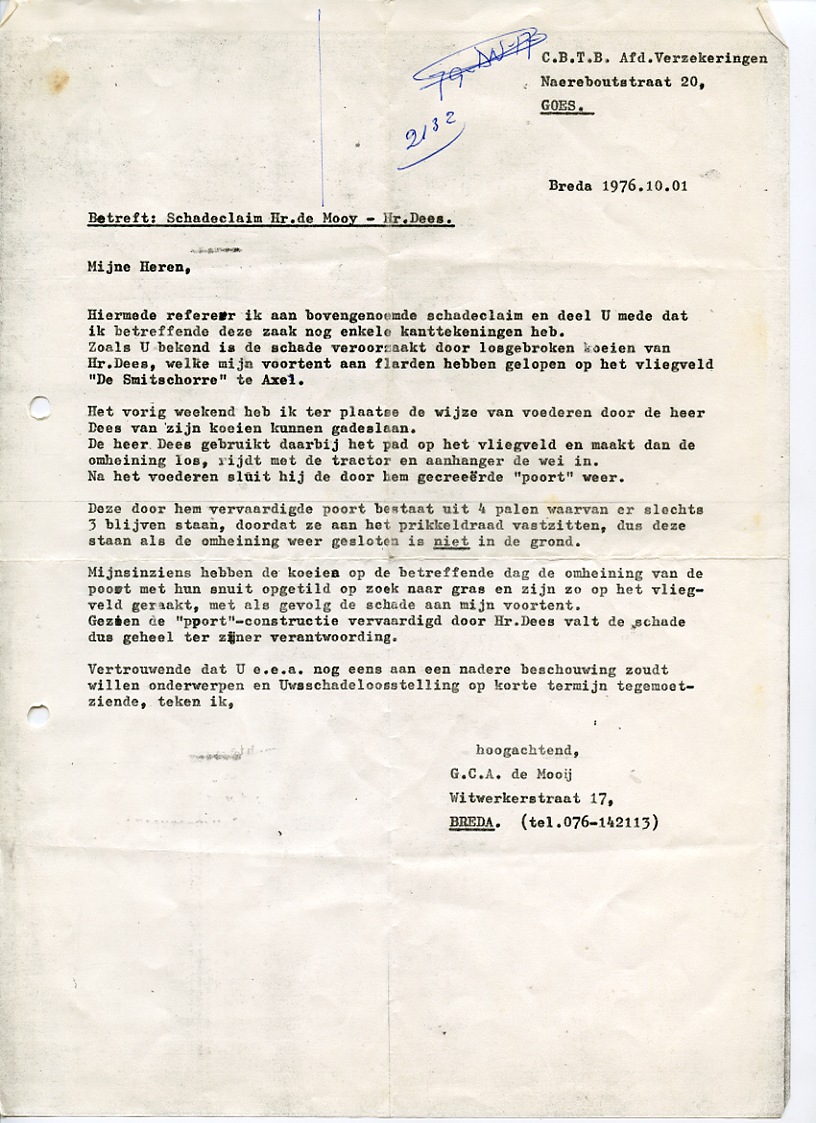 C.B.T.B. Afd.Verzekeringen
Naereboutstraat 20,
GOES.
2132
Breda 1976.10.01
Betreft: Schadeclaim Hr.de Mooy - Hr.Dees.
Mijne Heren,
Hiermede refereer ik aan bovengenoemde schadeclaim en deel U mede dat
ik betreffende deze zaak nog enkele kanttekeningen heb.
Zoals U bekend is de schade veroorzaakt door losgebroken koeien van
Hr.Dees, welke mijn voortent aan flarden hebben gelopen op het vliegveld
"De Smitschorre" te Axel.
Het vorig weekend heb ik ter plaatse de wijze van voederen door de heer
Dees van zijn koeien kunnen gadeslaan.
De heer Dees gebruikt daarbij het pad op het vliegveld en maakt dan de
omheining los, rijdt met de tractor en aanhanger de wei in.
Na het voederen sluit hij de door hem gecreeërde "poort" weer.
Deze door hem vervaardigde poort bestaat uit 4 palen waarvan er slechts
3 blijven staan, doordat ze aan het prikkeldraad vastzitten, dus deze
staan als de omheining weer gesloten is niet in de grond.
Mijnsinziens hebben de koeien op de betreffende dag de omheining van de
poort met hun snuit opgetild op zoek naar gras en zijn zo op het vlieg-
veld geraakt, met als gevolg de schade aan mijn voortent.
Gezien de "pport"-constructie vervaardigd door Hr.Dees valt de schade
dus geheel ter zijner verantwoording.
Vertrouwende dat U e.e.a. nog eens aan een nadere beschouwing zoudt
willen onderwerpen en Uwsschadeloosstelling op korte termijn tegemoet-
ziende, teken ik,
hoogachtend,
G.C.A. de Mooij
Witwerkerstraat 17,
BREDA. (tel.076-142113)